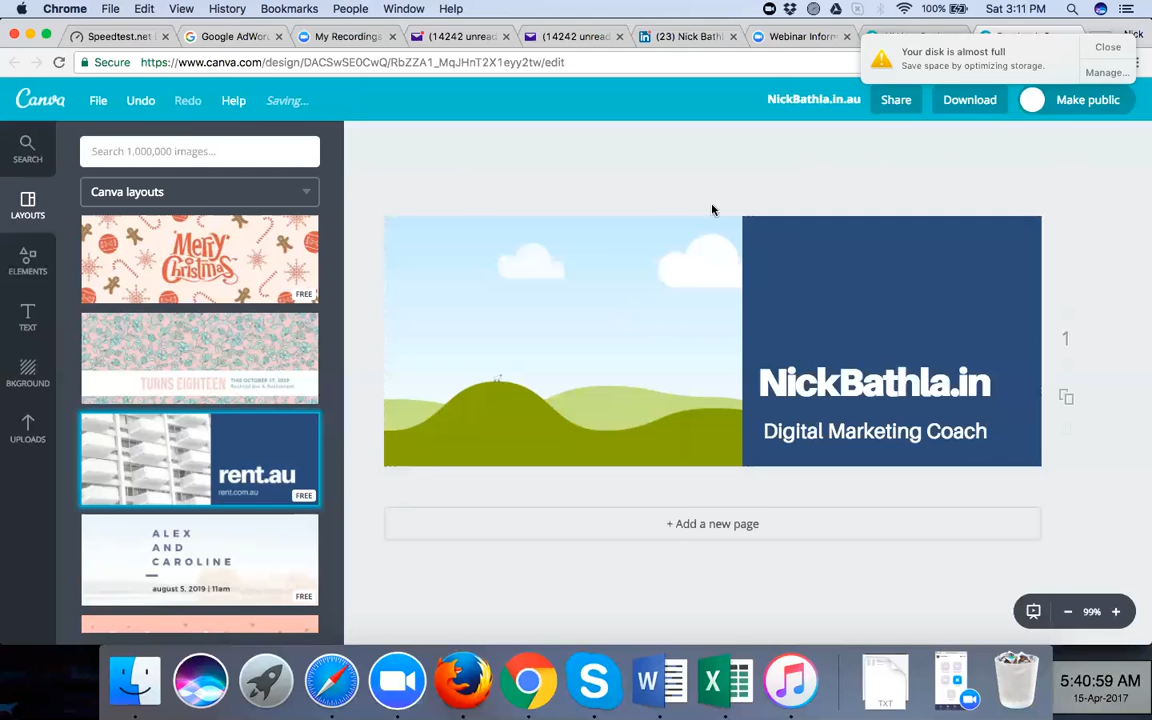 Chrome File Edit View History Bookmarks People Window Help 100% Sat 3:11 PM
Speedtest.net Google AdWor My Recordings (14242 unread (14242 unread (23) Nick Bath Webinar Inform Nick
Secure https://www.canva.com/design/DACSwSE0CwQ/RbZZA1_MqJHnT2X1eyy2tw/edit
Your disk is almost full
Save space by optimizing storage.
Close
Manage...
Canva File Undo Redo Help Saving... NickBathla.in.au Share Download Make public
SEARCH
LAYOUTS
ELEMENTS
TEXT
BKGROUND
UPLOADS
Search 1,000,000 images...
Canva layouts
Merry
Christmas
FREE
TURNS EIGHTEEN
rent.au
rent.com.au
FREE
ALEX
AND
CAROLINE
august 5, 2019 | 11am
FREE
NickBathla.in
Digital Marketing Coach
1
+ Add a new page
99%
W X S
TXT
5:40:59 AM
15-Apr-2017